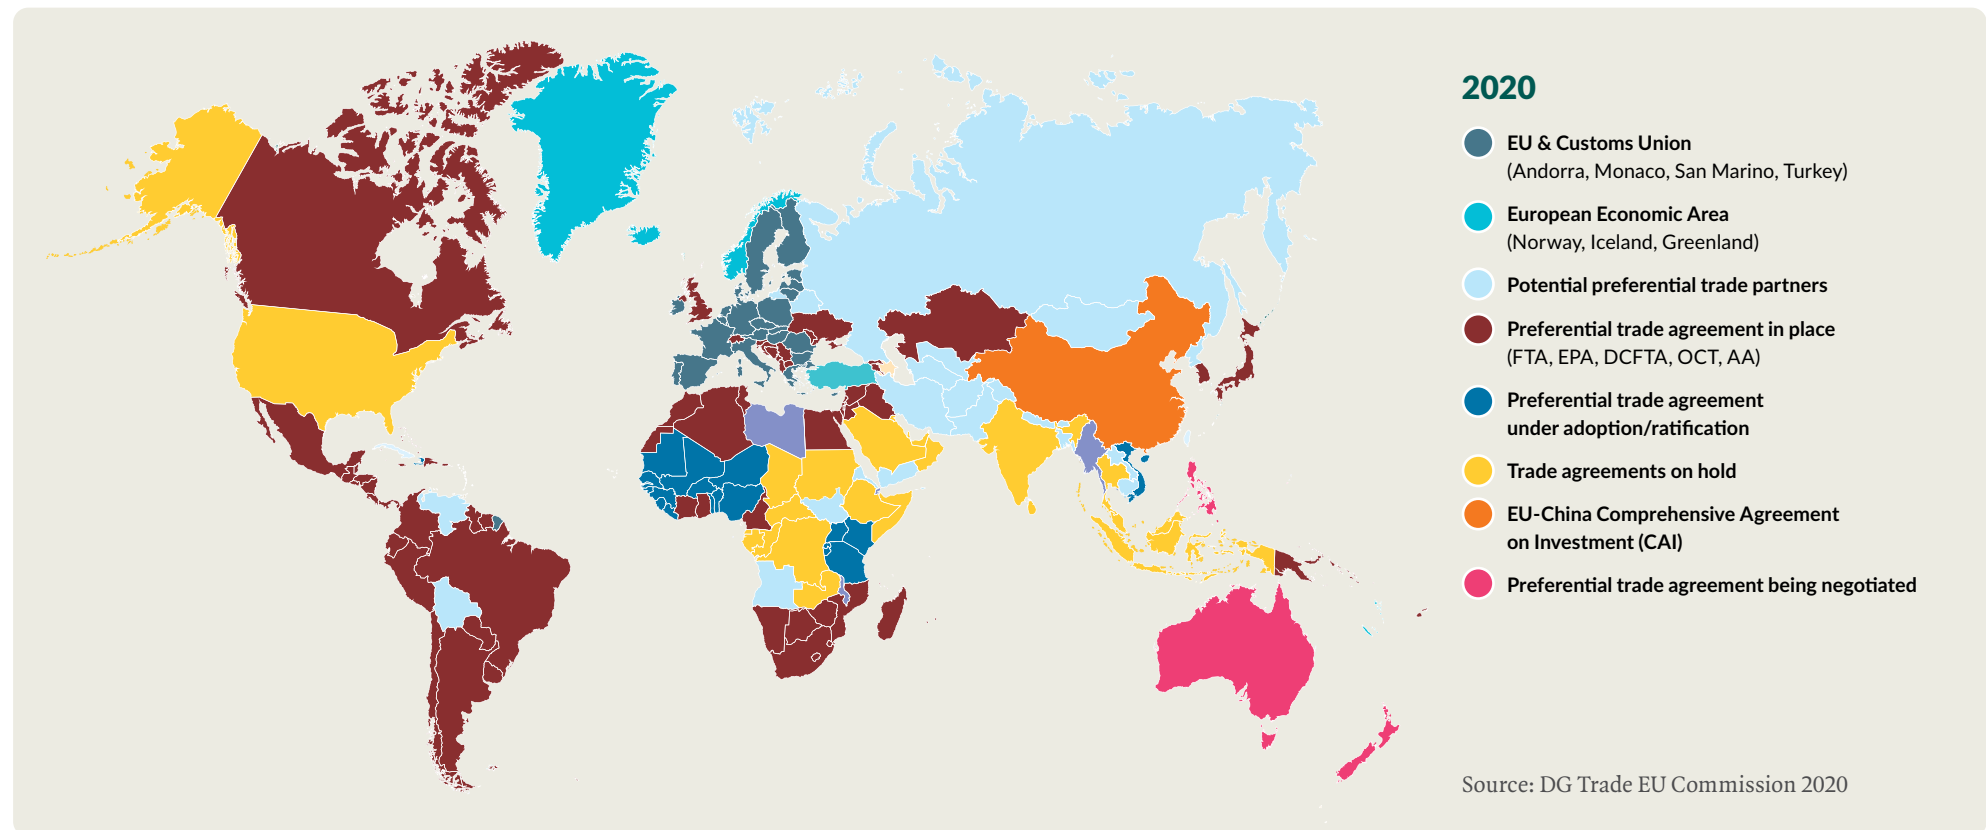 2020
EU & Customs Union
(Andorra, Monaco, San Marino, Turkey)
European Economic Area
(Norway, Iceland, Greenland)
Potential preferential trade partners
Preferential trade agreement in place
(FTA, EPA, DCFTA, OCT, AA)
Preferential trade agreement
under adoption/ratification
Trade agreements on hold
EU-China Comprehensive Agreement
on Investment (CAI)
Preferential trade agreement being negotiated
Source: DG Trade EU Commission 2020